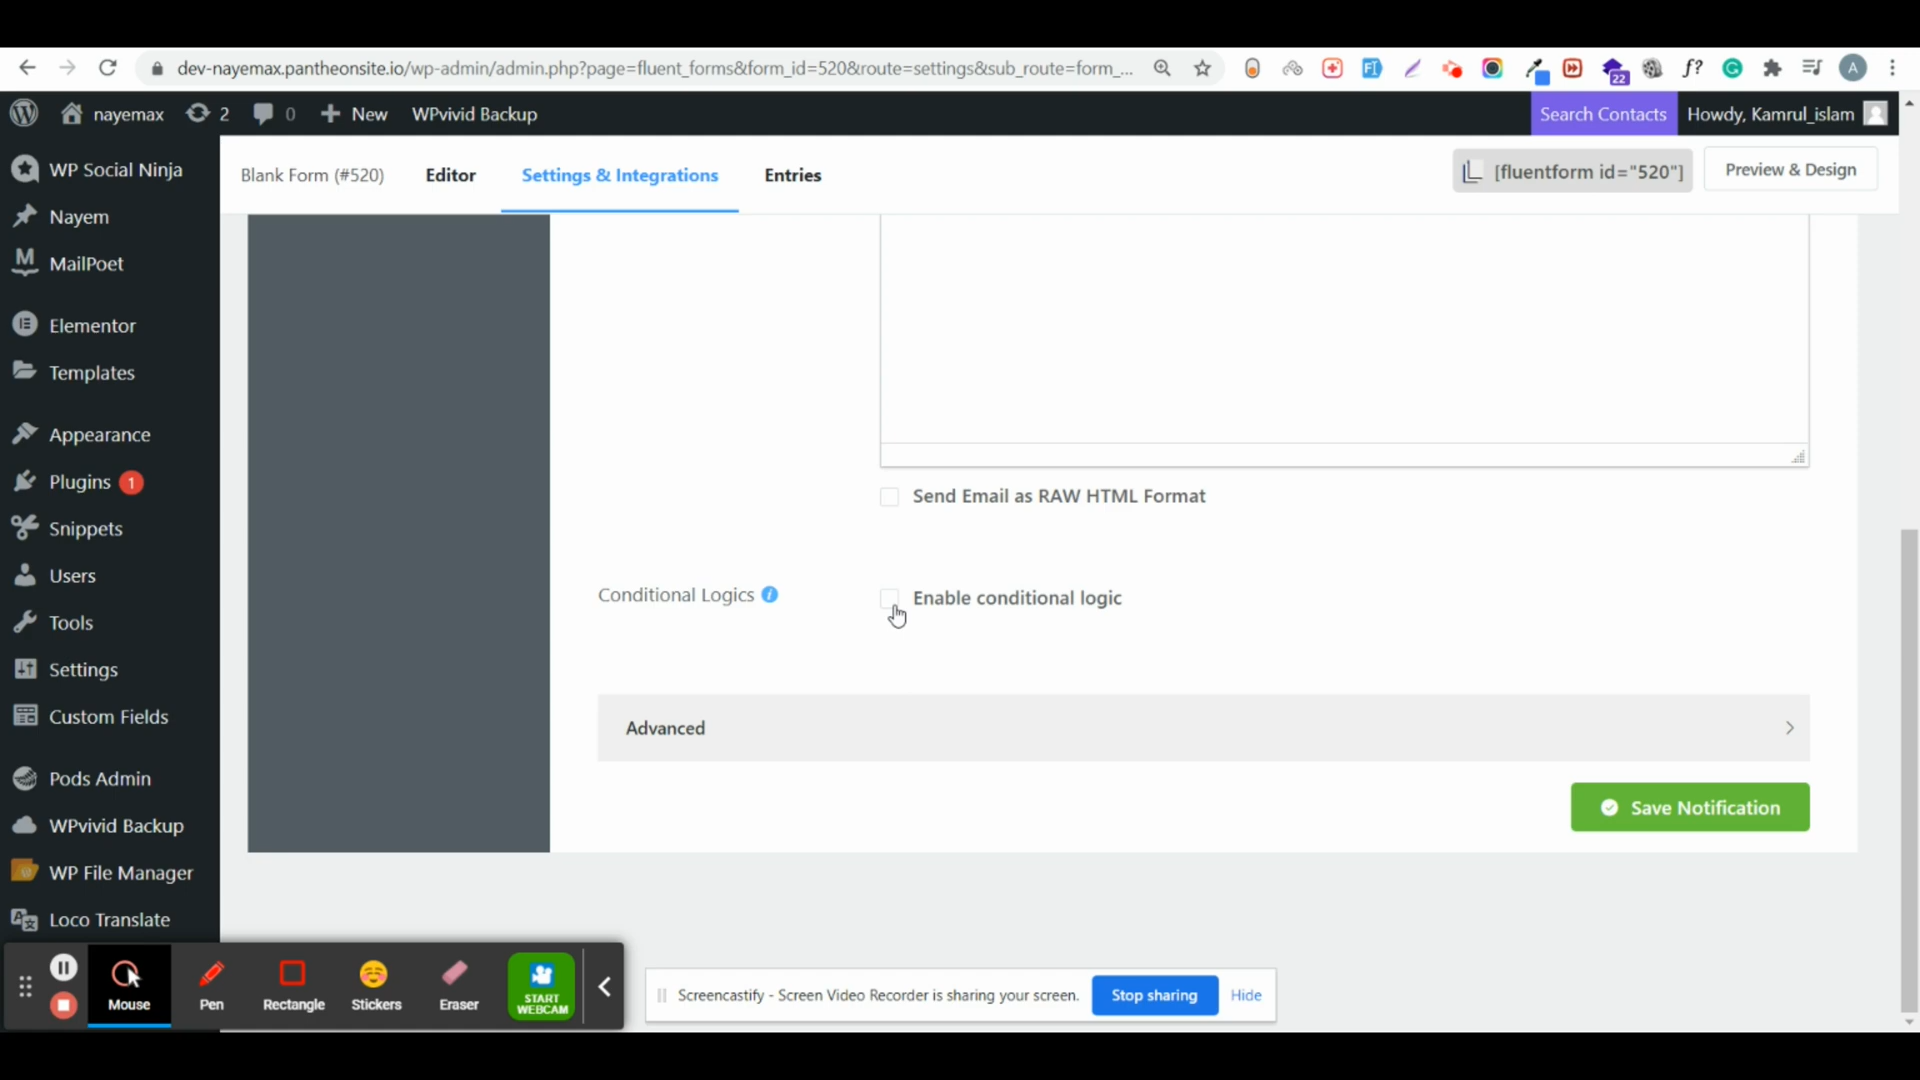 dev-nayemax.pantheonsite.io/wp-admin/admin.php?page=fluent_forms&form_id=520&route=settings&sub_route=form_...
22
A
nayemax 2 0 New WPvivid Backup
Search Contacts Howdy, Kamrul_islam
WP Social Ninja
Nayem
MailPoet
Elementor
Templates
Appearance
Plugins 1
Snippets
Users
Tools
Settings
Custom Fields
Pods Admin
WPvivid Backup
WP File Manager
Loco Translate
Blank Form (#520) Editor Settings & Integrations Entries
[fluentform id="520"] Preview & Design
Send Email as RAW HTML Format
Conditional Logics Enable conditional logic
Advanced
Save Notification
Mouse Pen Rectangle Stickers Eraser START WEBCAM
Screencastify - Screen Video Recorder is sharing your screen. Stop sharing Hide